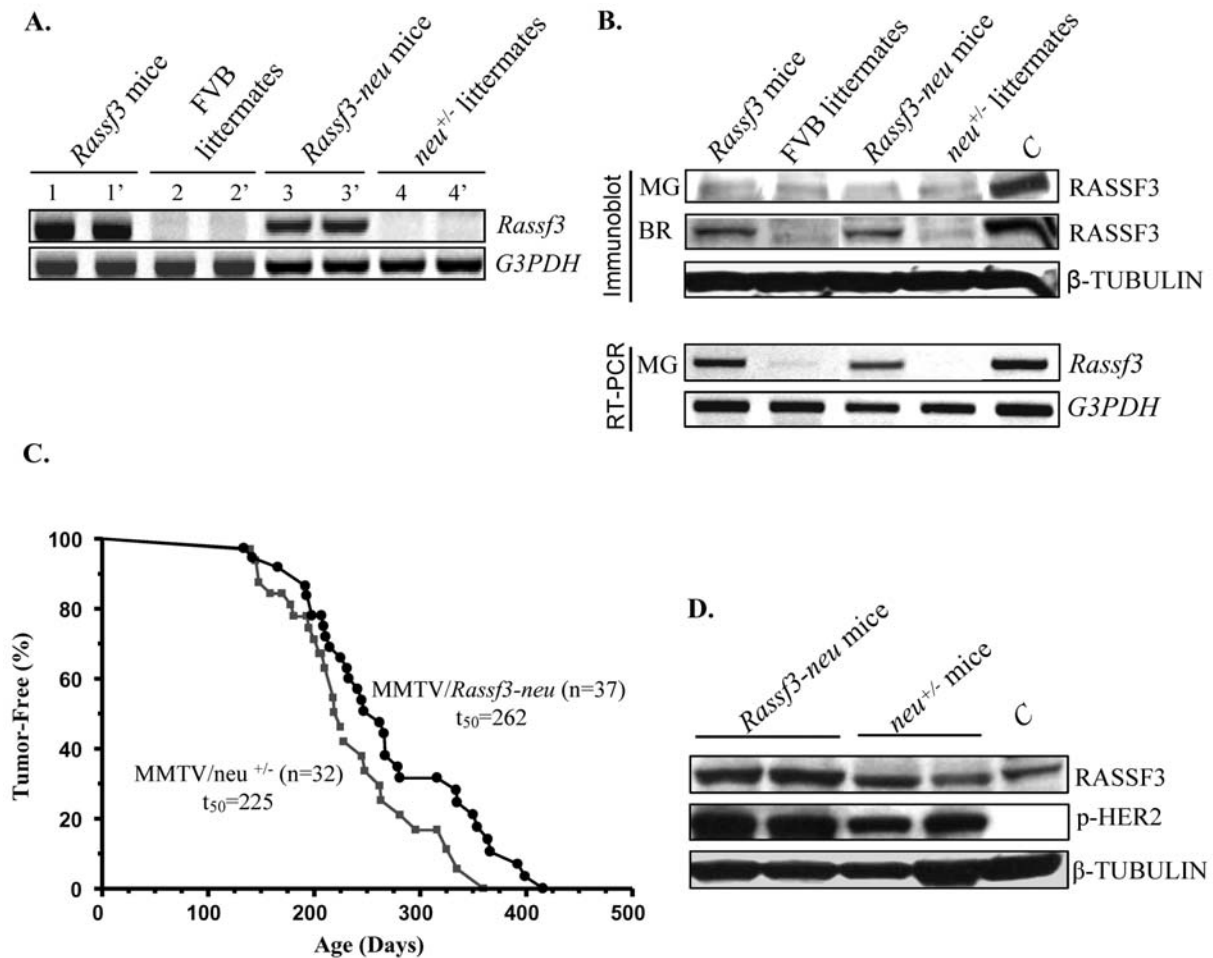 A.
Rassf3 mice
FVB
littermates
Rassf3-neu mice
neu+/- littermates
1 1' 2 2' 3 3' 4 4'
Rassf3
G3PDH
B.
Rassf3 mice
FVB littermates
Rassf3-neu mice
neu+/- littermates
C
Immunoblot
MG
RASSF3
BR
RASSF3
β-TUBULIN
RT-PCR
MG
Rassf3
G3PDH
C.
Tumor-Free (%)
100
80
60
40
20
0
MMTV/Rassf3-neu (n=37)
t50=262
MMTV/neu +/- (n=32)
t50=225
0 100 200 300 400 500
Age (Days)
D.
Rassf3-neu mice
neu+/- mice
C
RASSF3
p-HER2
β-TUBULIN